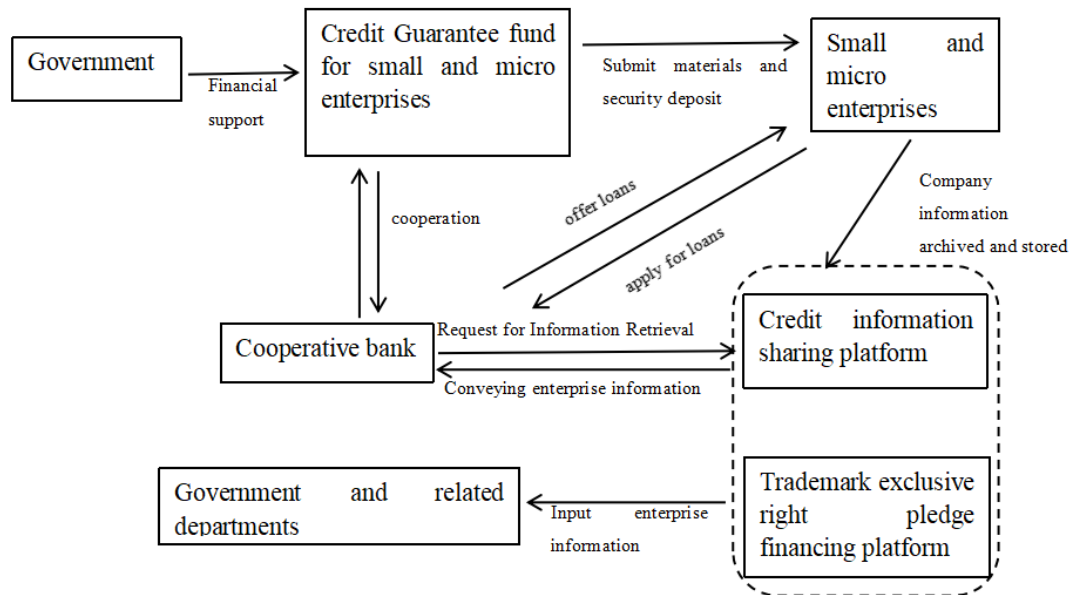 Government
Financial
support
Credit Guarantee fund
for small and micro
enterprises
Submit materials and
security deposit
Small and
micro
enterprises
cooperation
offer loans
apply for loans
Company
information
archived and stored
Cooperative bank
Request for Information Retrieval
Conveying enterprise information
Credit information
sharing platform
Government and related
departments
Input enterprise
information
Trademark exclusive
right pledge
financing platform